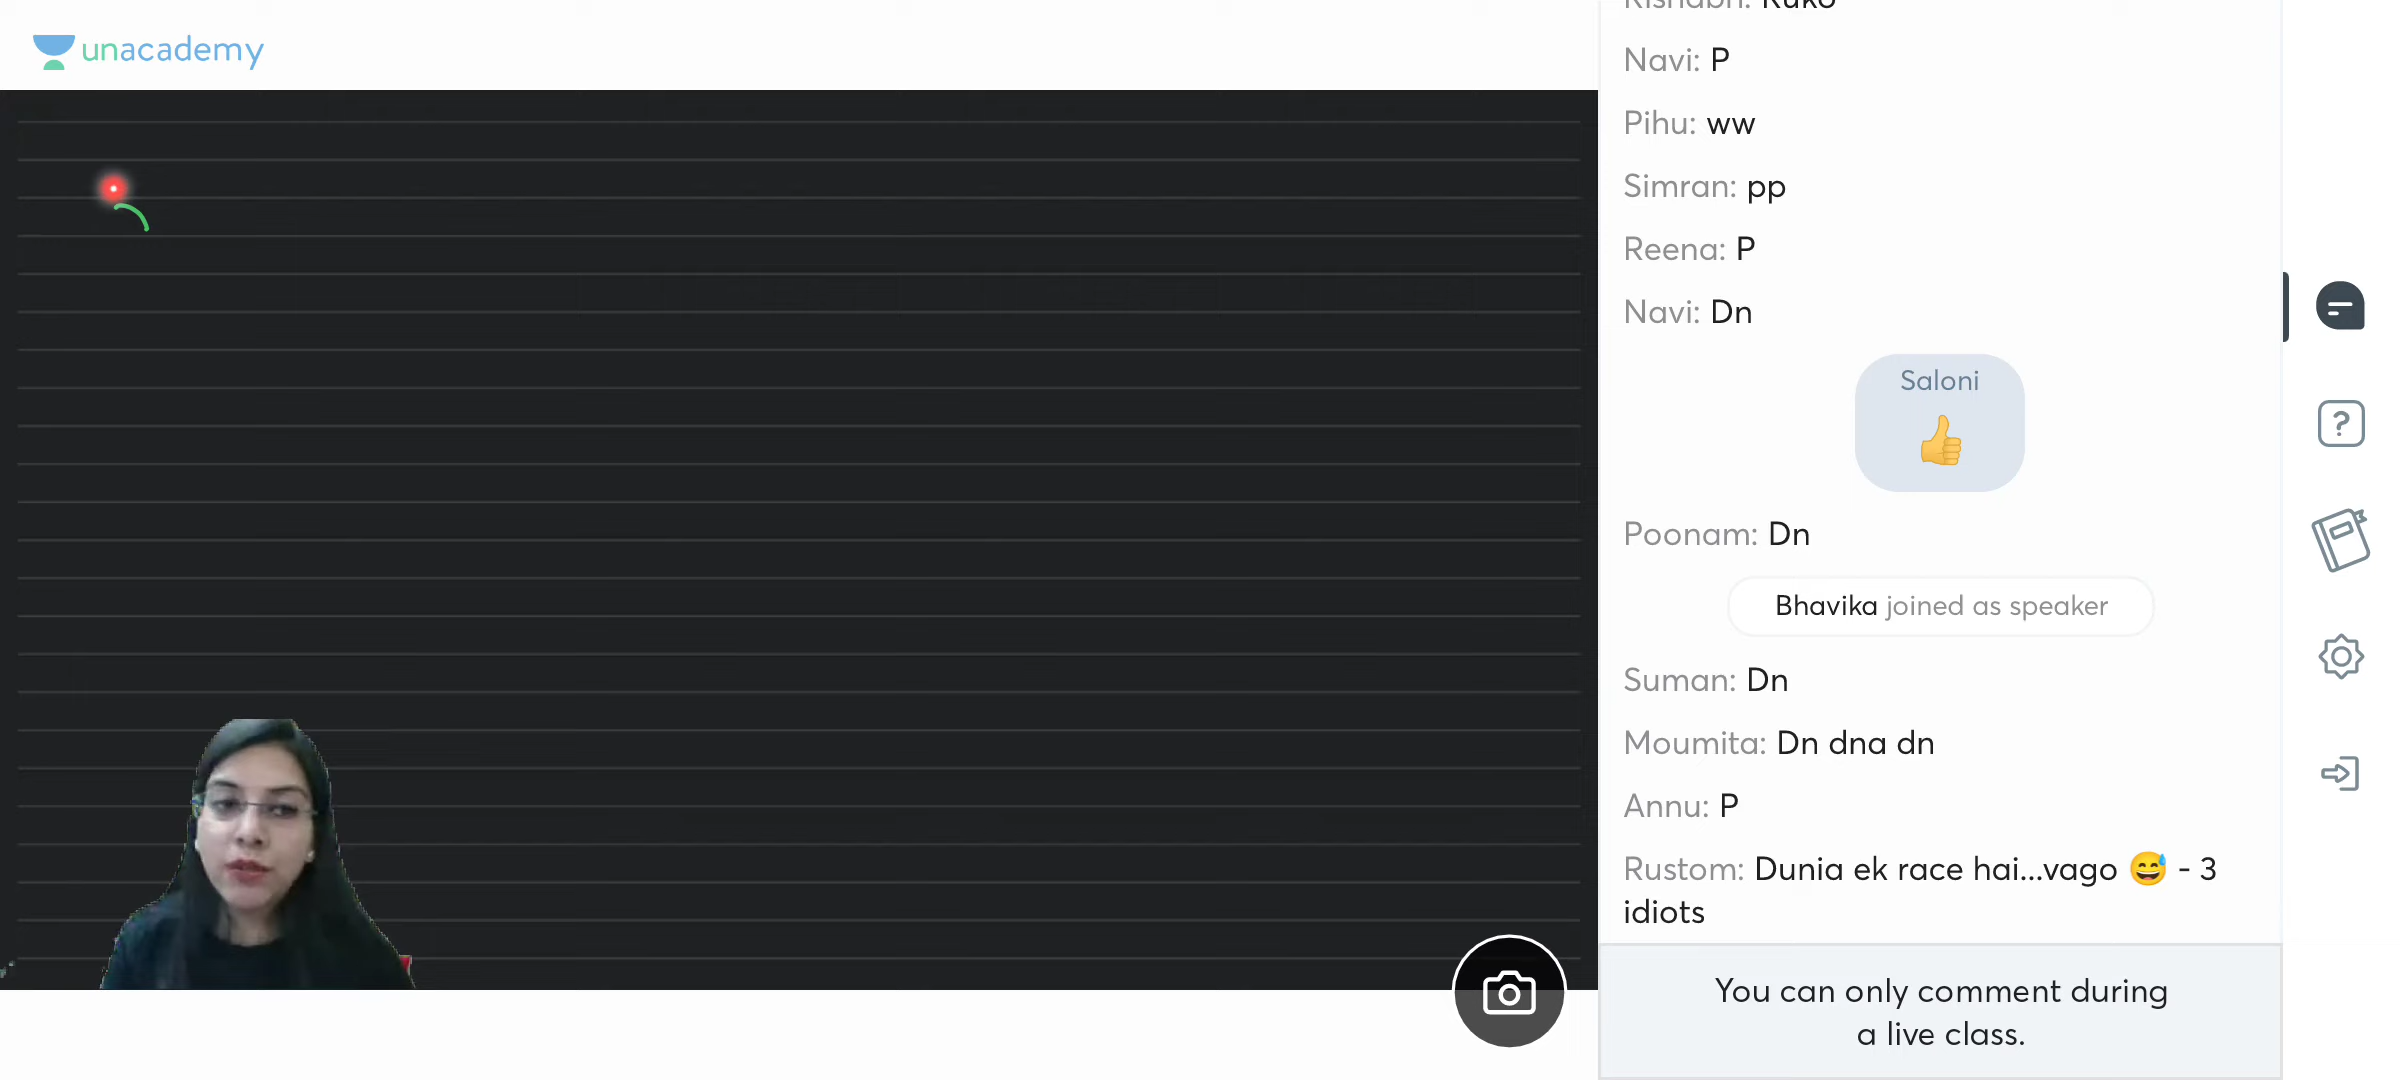 unacademy
Navi: P
Pihu: ww
Simran: pp
Reena: P
Navi: Dn
Saloni
👍
Poonam: Dn
Bhavika joined as speaker
Suman: Dn
Moumita: Dn dna dn
Annu: P
Rustom: Dunia ek race hai...vago 😅 - 3
idiots
You can only comment during
a live class.